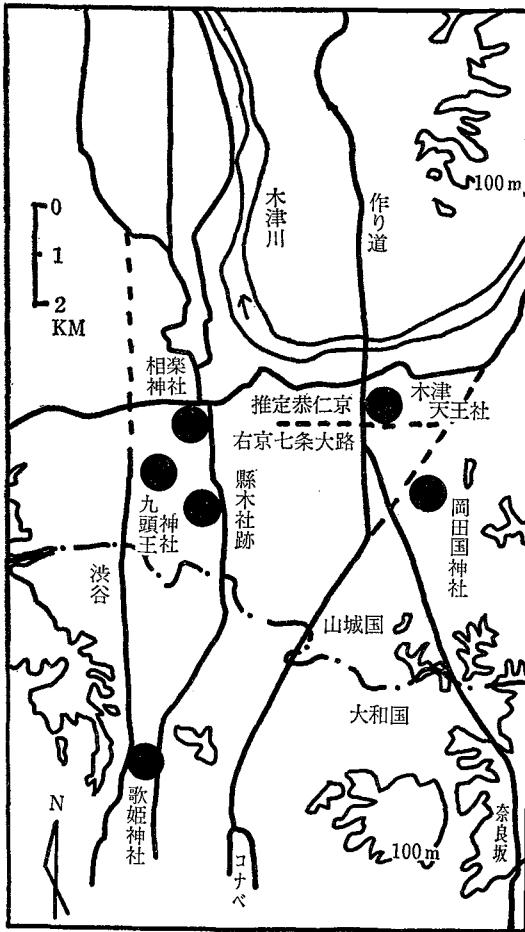 100m
木津川
作り道
0
1
2
KM
相楽
神社
木津
天王社
推定恭仁京
右京七条大路
九頭
王神社
縣木社跡
岡田国神社
渋谷
山城国
大和国
歌姫神社
N
コナベ
奈良坂
100m